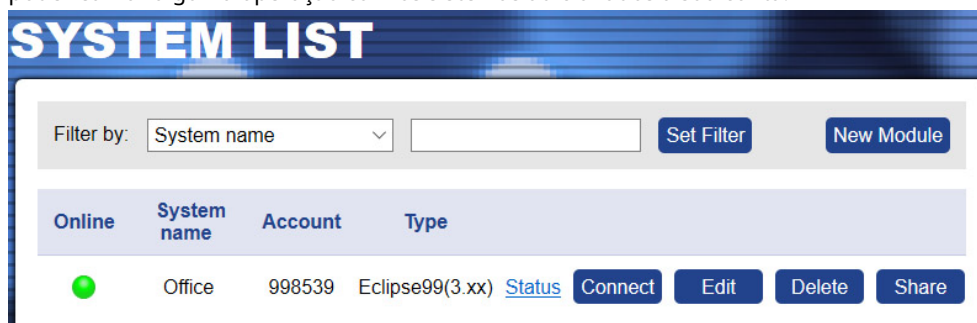 SYSTEM LIST
Filter by: System name Set Filter New Module
Online System name Account Type
Office 998539 Eclipse99(3.xx) Status Connect Edit Delete Share